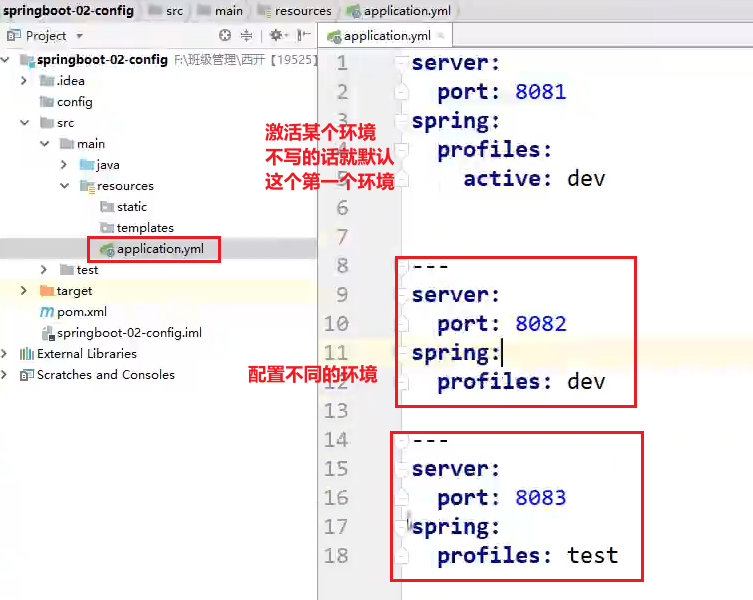 springboot-02-config src main resources application.yml
Project
application.yml
springboot-02-config F:\班级管理\西开【19525】
.idea
config
src
main
java
resources
static
templates
application.yml
test
target
pom.xml
springboot-02-config.iml
External Libraries
Scratches and Consoles
激活某个环境
不写的话就默认
这个第一个环境
配置不同的环境
1 server:
2 port: 8081
3 spring:
4 profiles:
5 active: dev
6
7
8 ---
9 server:
10 port: 8082
11 spring:
12 profiles: dev
13
14 ---
15 server:
16 port: 8083
17 spring:
18 profiles: test